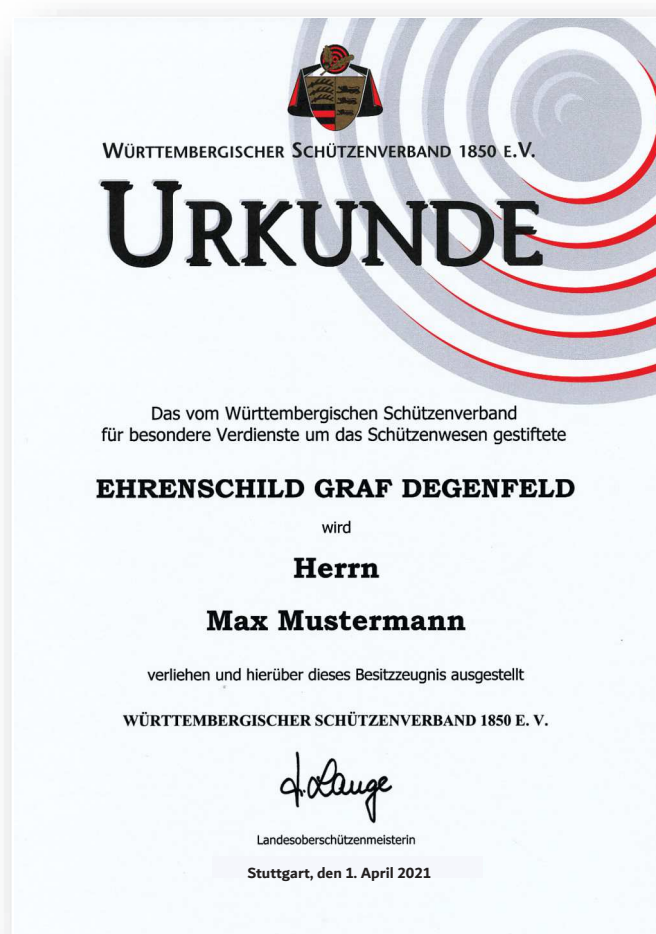 WÜRTTEMBERGISCHER SCHÜTZENVERBAND 1850 E.V.
URKUNDE
Das vom Württembergischen Schützenverband
für besondere Verdienste um das Schützenwesen gestiftete
EHRENSCHILD GRAF DEGENFELD
wird
Herrn
Max Mustermann
verliehen und hierüber dieses Besitzzeugnis ausgestellt
WÜRTTEMBERGISCHER SCHÜTZENVERBAND 1850 E. V.
Lange
Landesoberschützenmeisterin
Stuttgart, den 1. April 2021